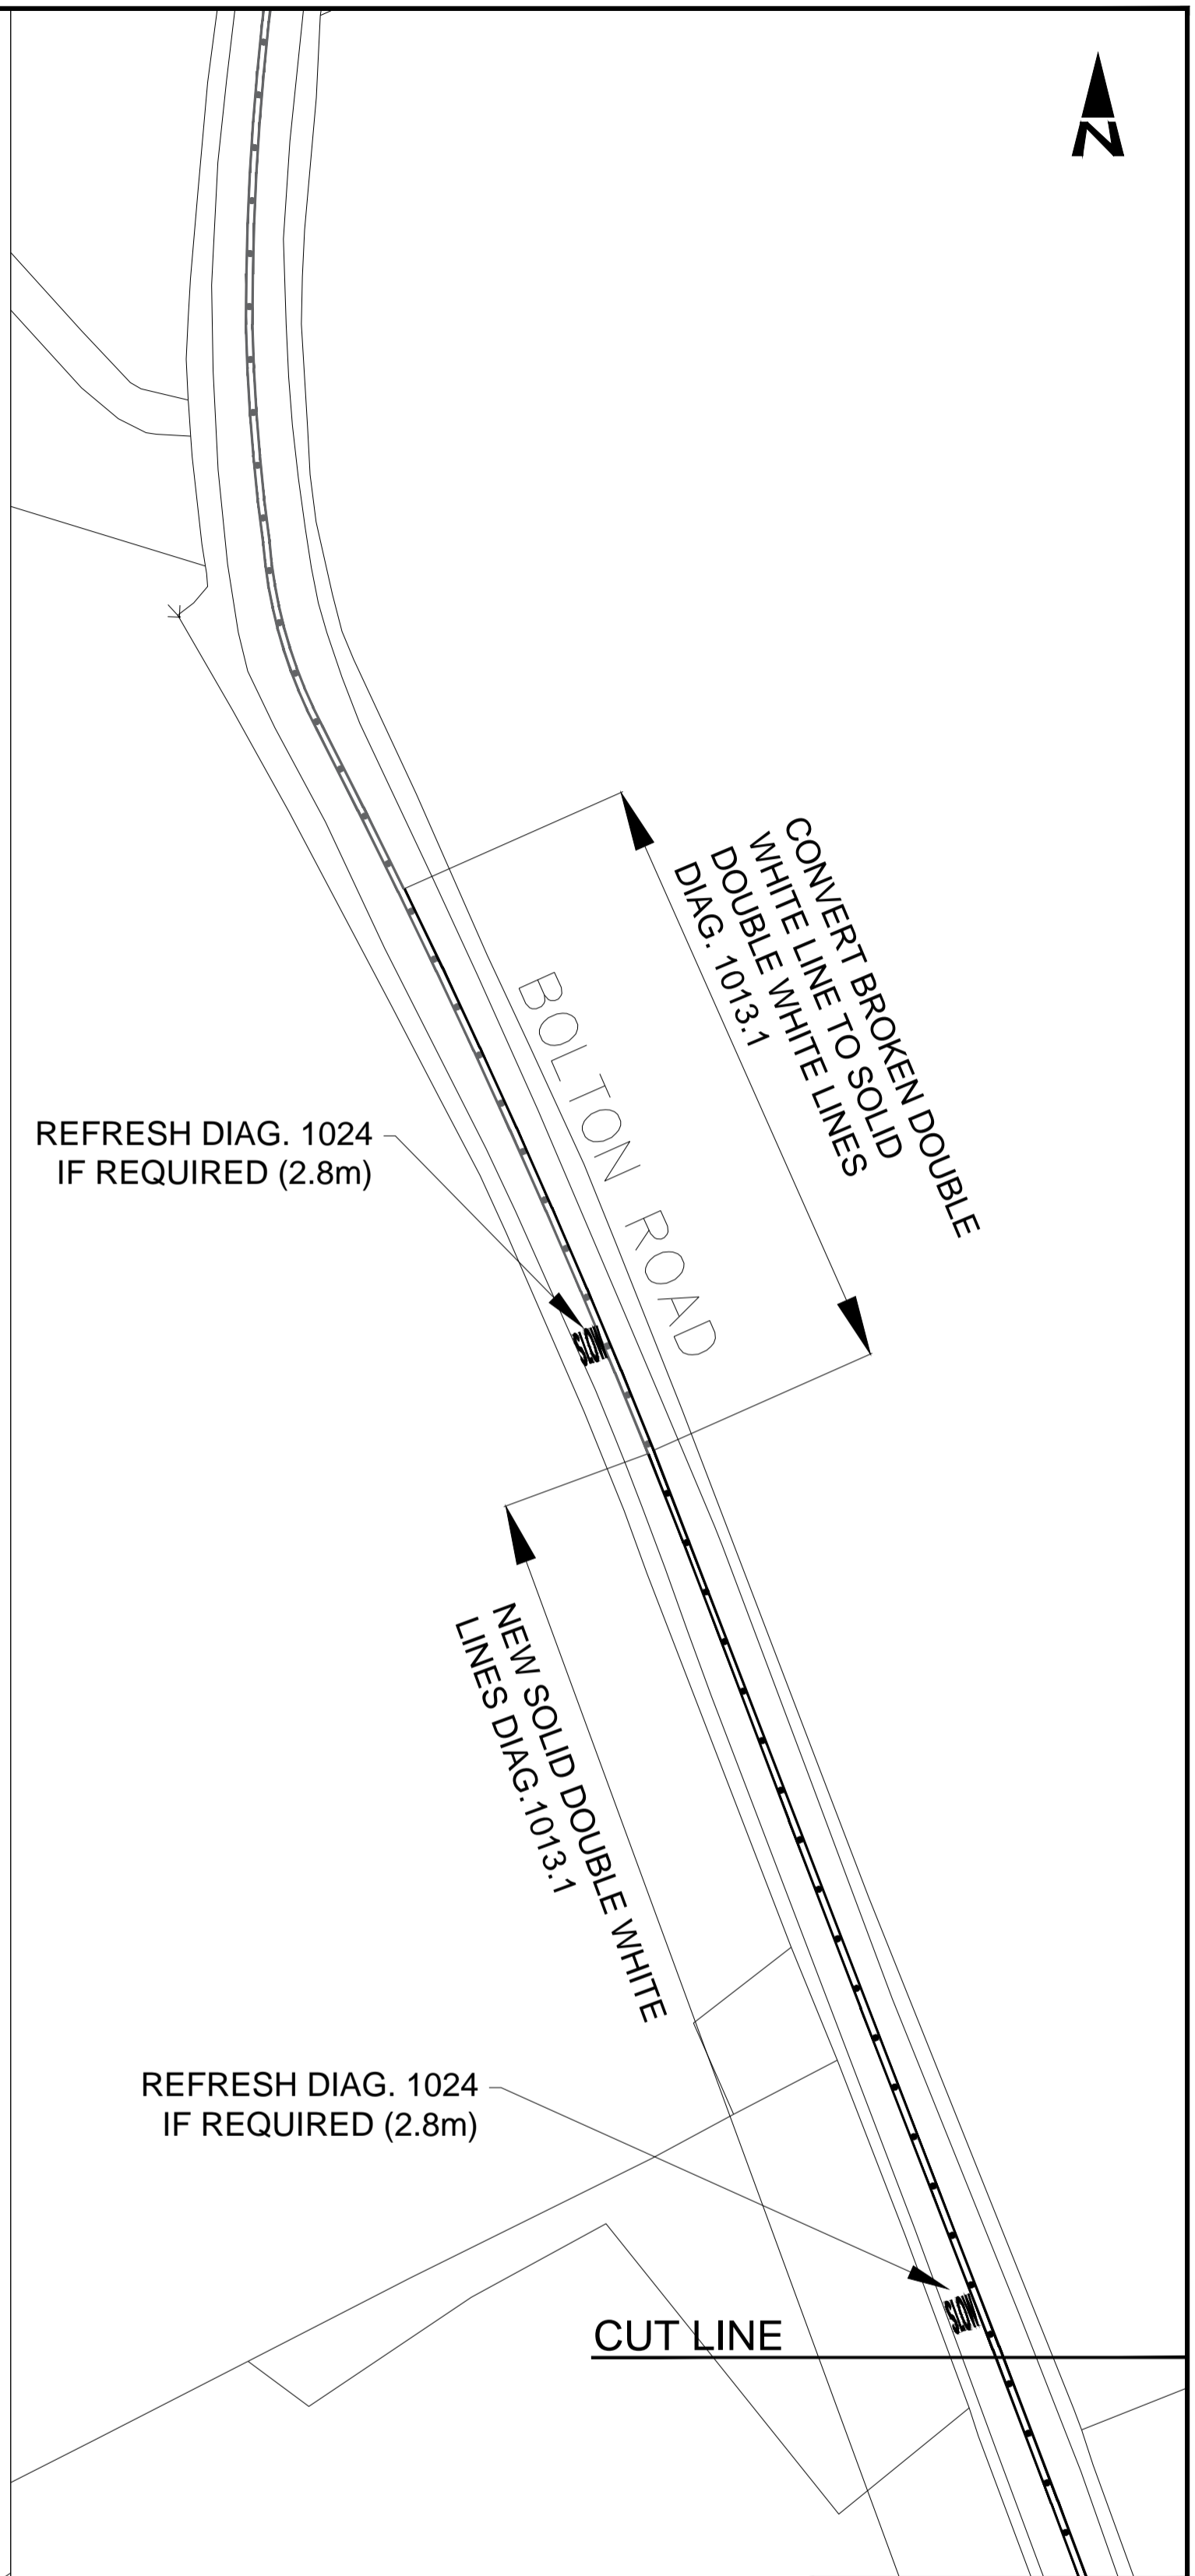 N
CONVERT BROKEN DOUBLE
WHITE LINE TO SOLID
DOUBLE WHITE LINES
DIAG. 1013.1
BOLTON ROAD
REFRESH DIAG. 1024
IF REQUIRED (2.8m)
SLOW
NEW SOLID DOUBLE WHITE
LINES DIAG.1013.1
REFRESH DIAG. 1024
IF REQUIRED (2.8m)
SLOW
CUT LINE